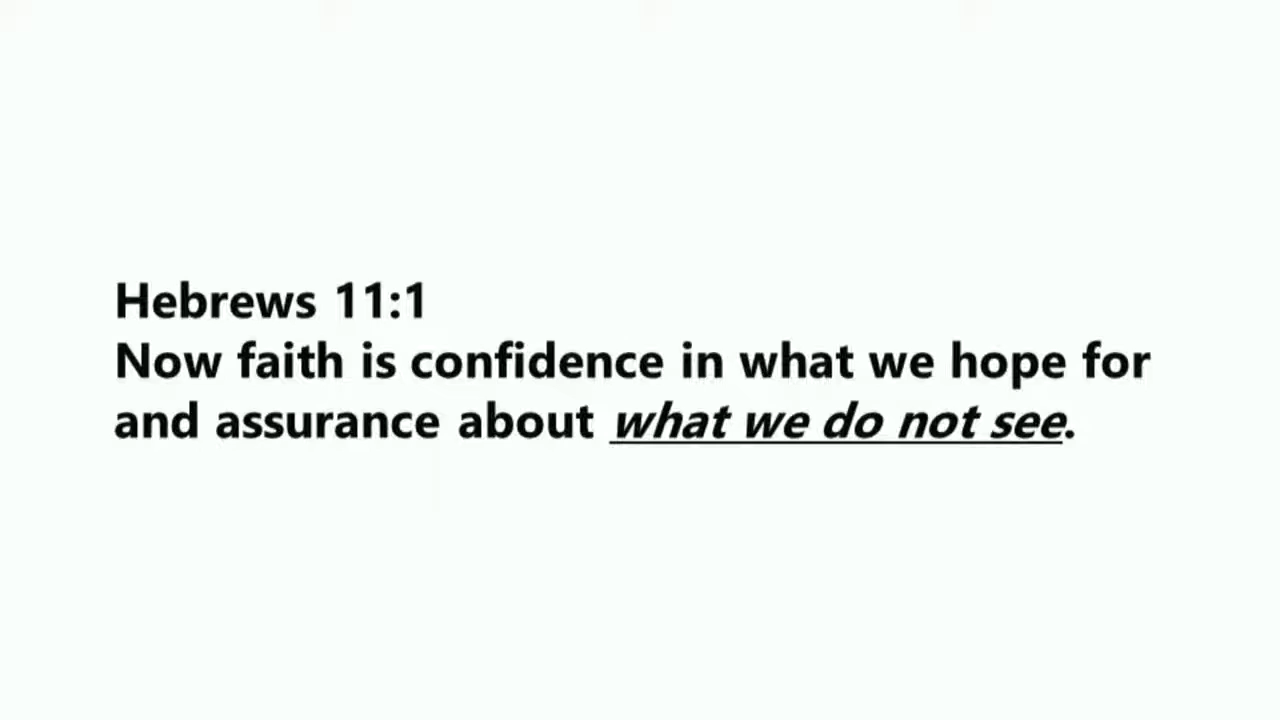 Hebrews 11:1
Now faith is confidence in what we hope for
and assurance about what we do not see.